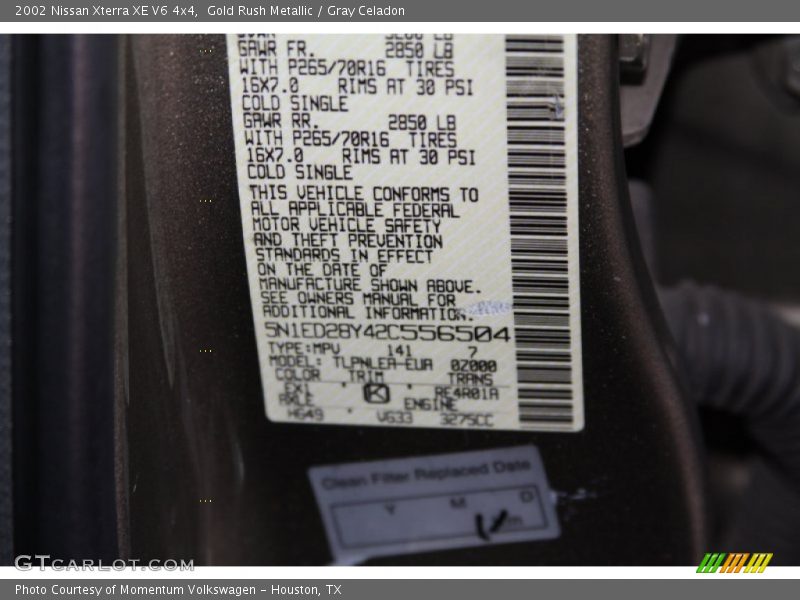 2002 Nissan Xterra XE V6 4x4,  Gold Rush Metallic / Gray Celadon
GAWR FR. 2850 LB
WITH P265/70R16 TIRES
16X7.0 RIMS AT 30 PSI
COLD SINGLE
GAWR RR. 2850 LB
WITH P265/70R16 TIRES
16X7.0 RIMS AT 30 PSI
COLD SINGLE
THIS VEHICLE CONFORMS TO
ALL APPLICABLE FEDERAL
MOTOR VEHICLE SAFETY
AND THEFT PREVENTION
STANDARDS IN EFFECT
ON THE DATE OF
MANUFACTURE SHOWN ABOVE.
SEE OWNERS MANUAL FOR
ADDITIONAL INFORMATION.
5N1ED28Y42C556504
TYPE:MPV 141 7
MODEL: TLPNLEA-EUA 02000
COLOR TRIM TRANS
EX1 K RE4R01A
AXLE ENGINE
HG49 VG33 3275CC
Clean Filter Replaced Date
Y M D
GTcarlot.com
Photo Courtesy of Momentum Volkswagen - Houston, TX